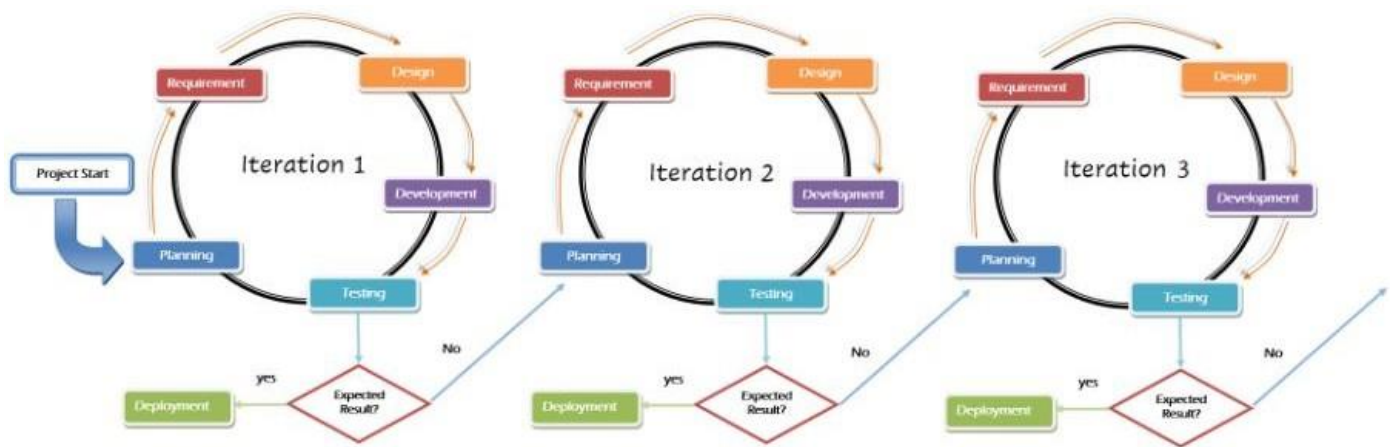 Project Start
Planning
Requirement
Design
Development
Testing
Iteration 1
Expected
Result?
yes
Deployment
No
Planning
Requirement
Design
Development
Testing
Iteration 2
Expected
Result?
yes
Deployment
No
Planning
Requirement
Design
Development
Testing
Iteration 3
Expected
Result?
yes
Deployment
No